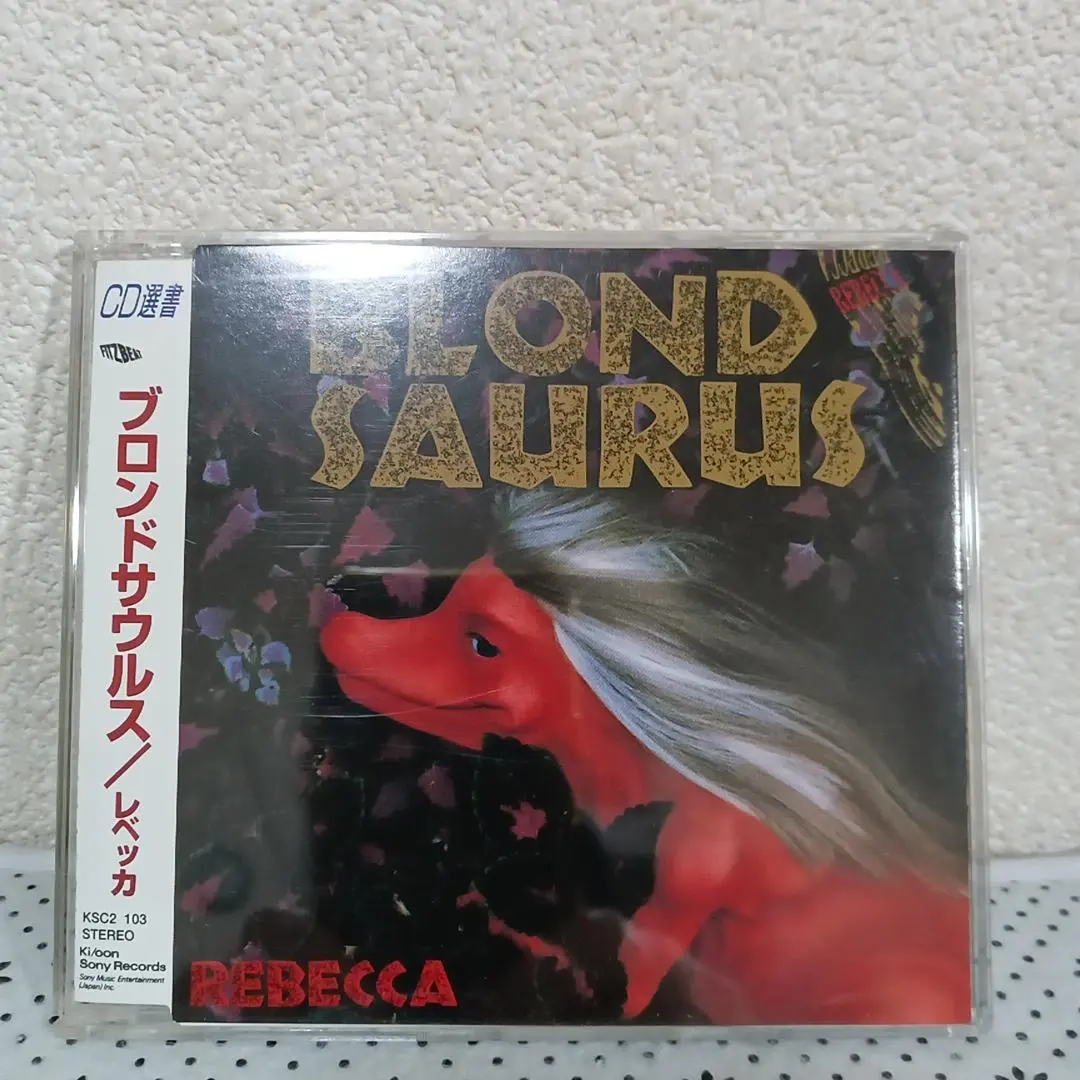 CD選書
FITZBEAT
ブロンドサウルス/レベッカ
KSC2 103
STEREO
Ki/oon
Sony Records
Sony Music Entertainment
(Japan) Inc.
BLOND
SAURUS
REBECCA